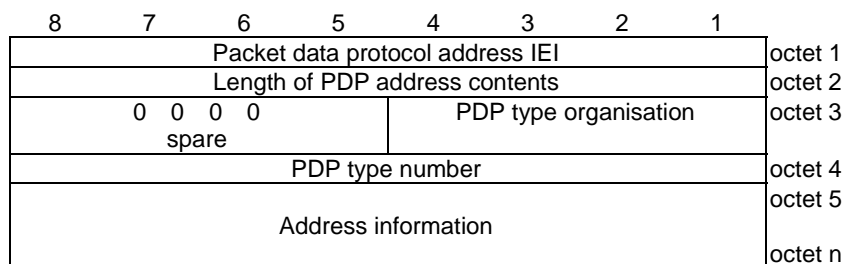 8 7 6 5 4 3 2 1
Packet data protocol address IEI octet 1
Length of PDP address contents octet 2
0 0 0 0 PDP type organisation octet 3
spare
PDP type number octet 4
octet 5
Address information
octet n